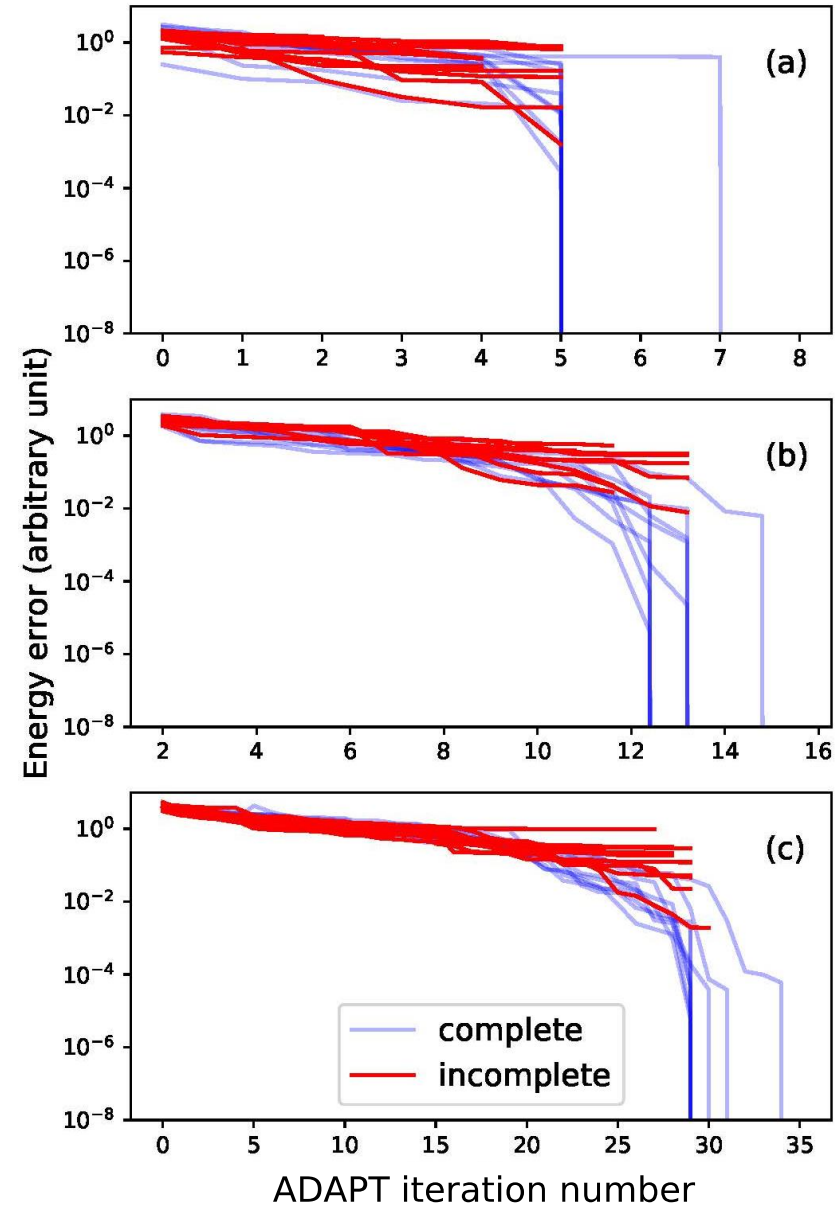 Energy error (arbitrary unit)
10^0
10^-2
10^-4
10^-6
10^-8
(a)
0 1 2 3 4 5 6 7 8
10^0
10^-2
10^-4
10^-6
10^-8
(b)
2 4 6 8 10 12 14 16
10^0
10^-2
10^-4
10^-6
10^-8
(c)
complete
incomplete
0 5 10 15 20 25 30 35
ADAPT iteration number